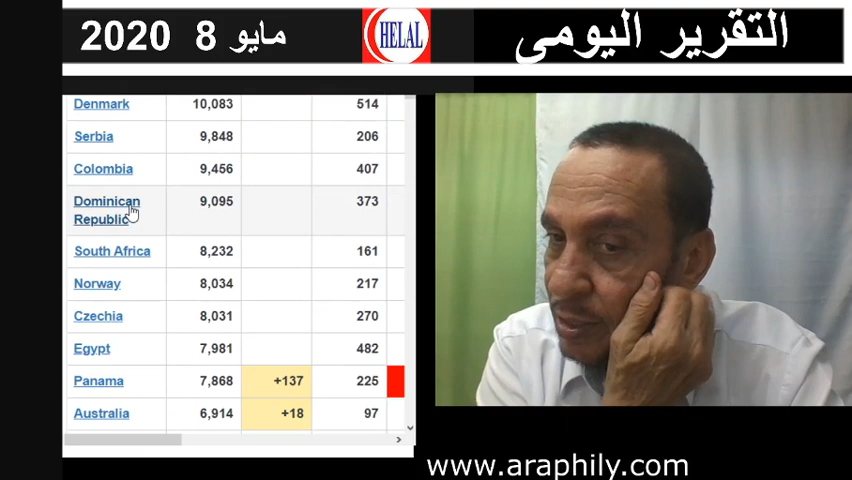 التقرير اليومي
HELAL
مايو 8 2020
Denmark 10,083 514
Serbia 9,848 206
Colombia 9,456 407
Dominican Republic 9,095 373
South Africa 8,232 161
Norway 8,034 217
Czechia 8,031 270
Egypt 7,981 482
Panama 7,868 +137 225
Australia 6,914 +18 97
www.araphily.com